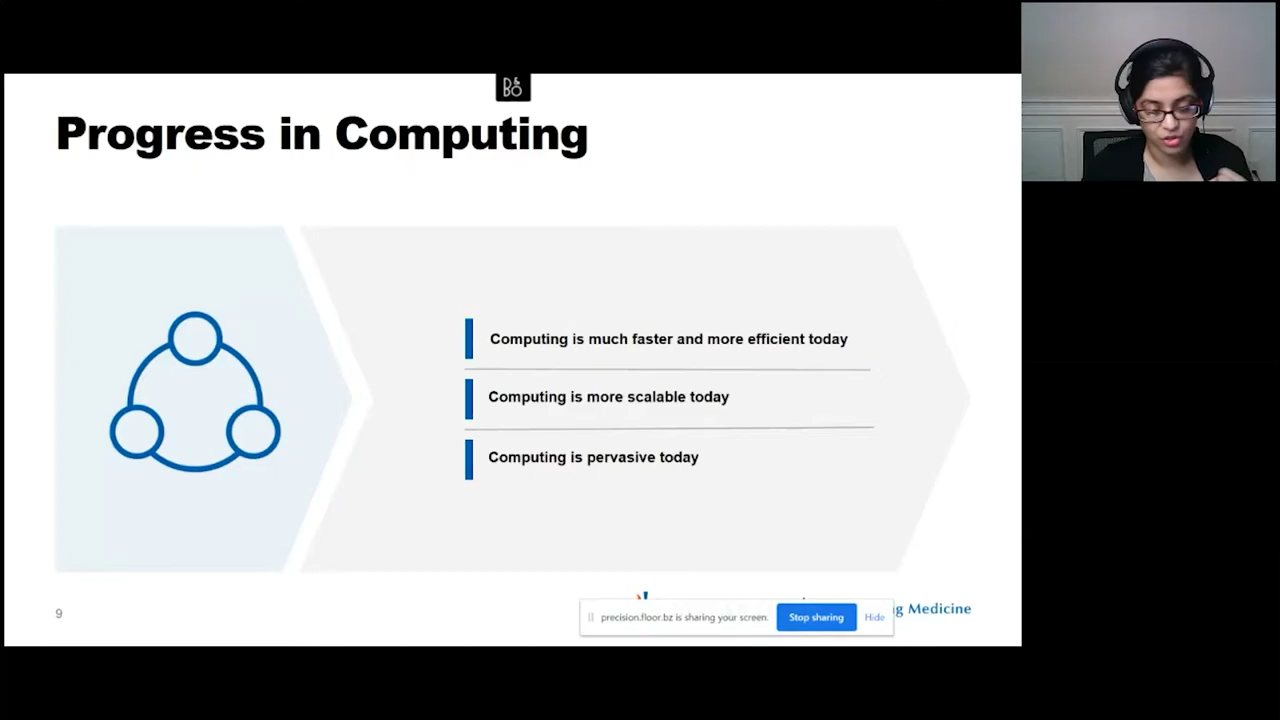 Progress in Computing
Computing is much faster and more efficient today
Computing is more scalable today
Computing is pervasive today
9
precision.floor.bz is sharing your screen.
Stop sharing
Hide
Medicine